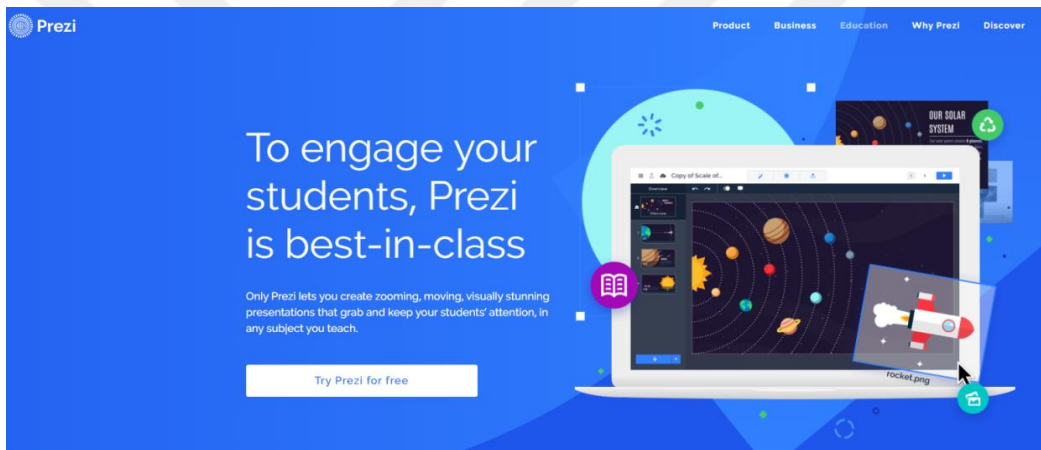 Prezi
Product Business Education Why Prezi Discover
To engage your
students, Prezi
is best-in-class
Only Prezi lets you create zooming, moving, visually stunning
presentations that grab and keep your students' attention, in
any subject you teach.
Try Prezi for free
OUR SOLAR
SYSTEM
Copy of Scale of...
Overview
rocket.png